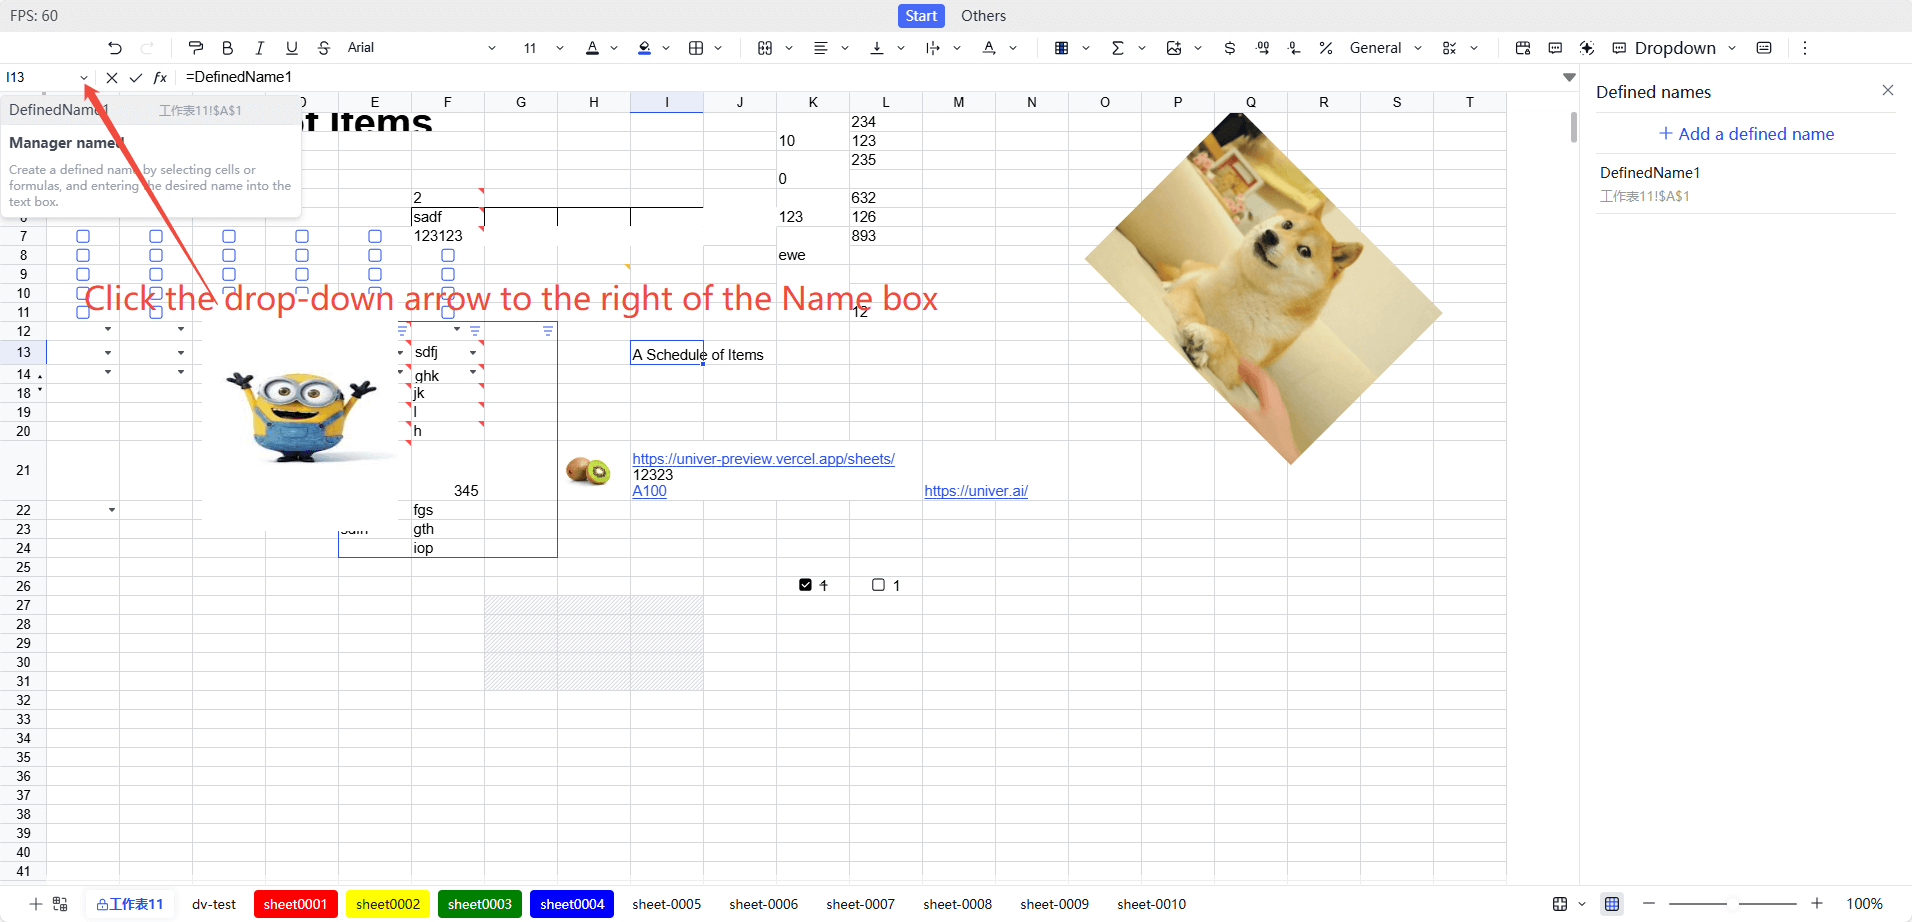 FPS: 60
Start
Others
Arial
11
General
Dropdown
I13
=DefinedName1
DefinedName1 工作表11!$A$1
Manager named
Create a defined name by selecting cells or
formulas, and entering the desired name into the
text box.
D E F G H I J K L M N O P Q R S T
of Items
234
10 123
235
0
2 632
6 sadf 123 126
7 123123 893
8 ewe
9
10
Click the drop-down arrow to the right of the Name box
11 12
12
13 sdfj A Schedule of Items
14 ghk
18 jk
19 l
20 h
https://univer-preview.vercel.app/sheets/
21 12323
345 A100 https://univer.ai/
22 fgs
23 sdfh gth
24 iop
25
26 4 1
27
28
29
30
31
32
33
34
35
36
37
38
39
40
41
Defined names
+ Add a defined name
DefinedName1
工作表11!$A$1
工作表11 dv-test sheet0001 sheet0002 sheet0003 sheet0004 sheet-0005 sheet-0006 sheet-0007 sheet-0008 sheet-0009 sheet-0010
100%